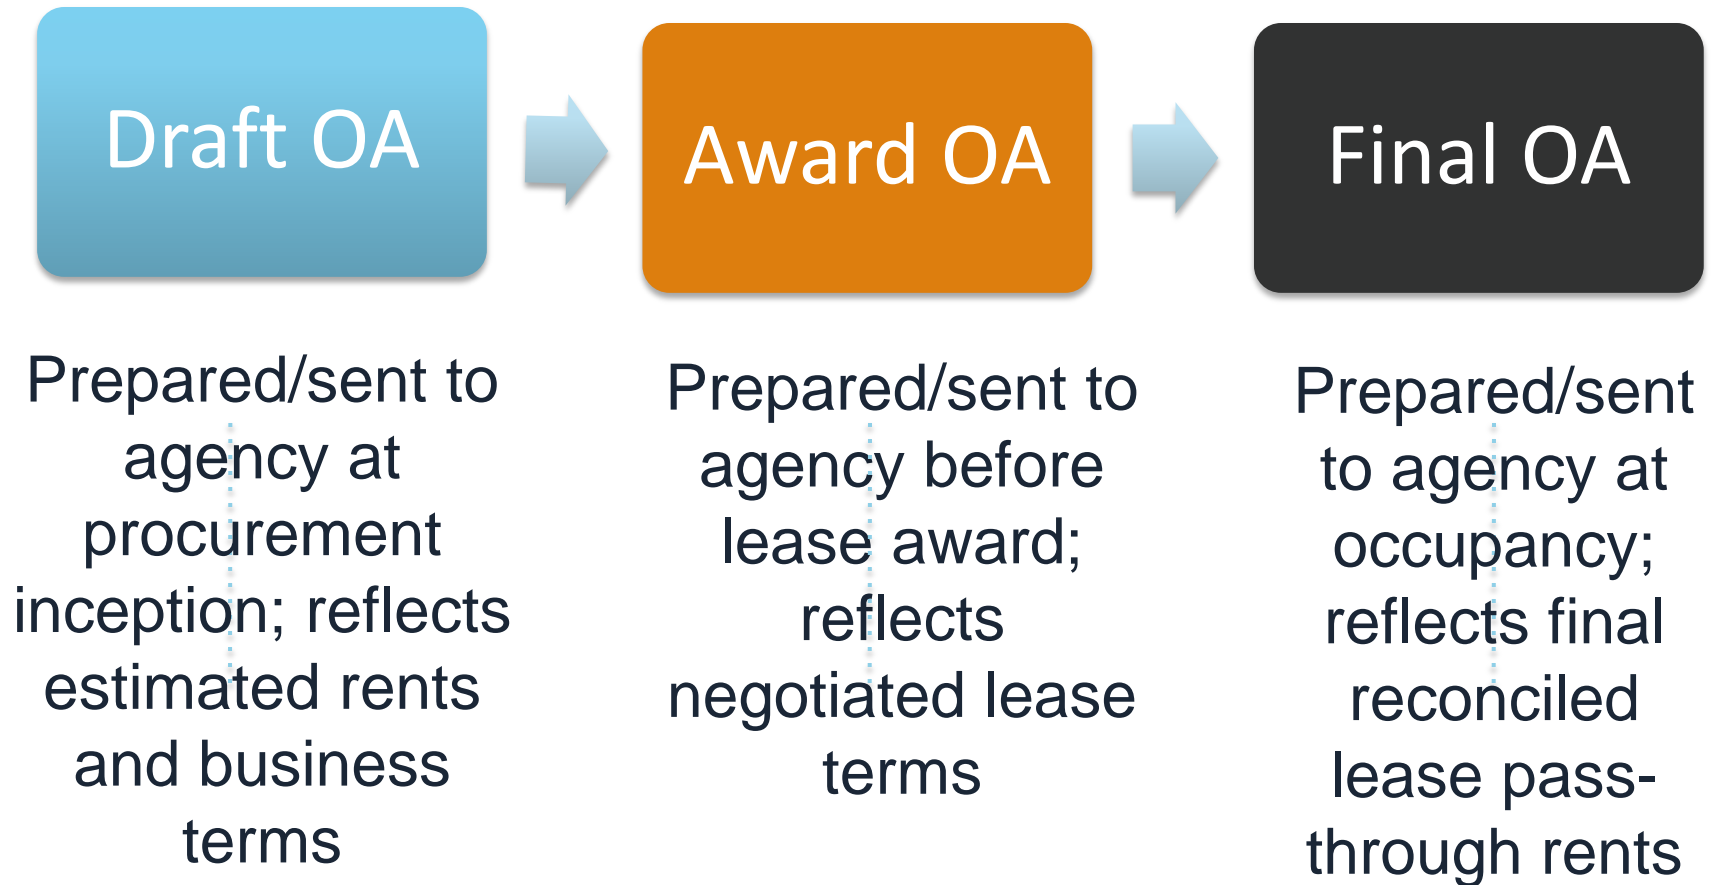 Draft OA
Prepared/sent to
agency at
procurement
inception; reflects
estimated rents
and business
terms
Award OA
Prepared/sent to
agency before
lease award;
reflects
negotiated lease
terms
Final OA
Prepared/sent
to agency at
occupancy;
reflects final
reconciled
lease pass-
through rents